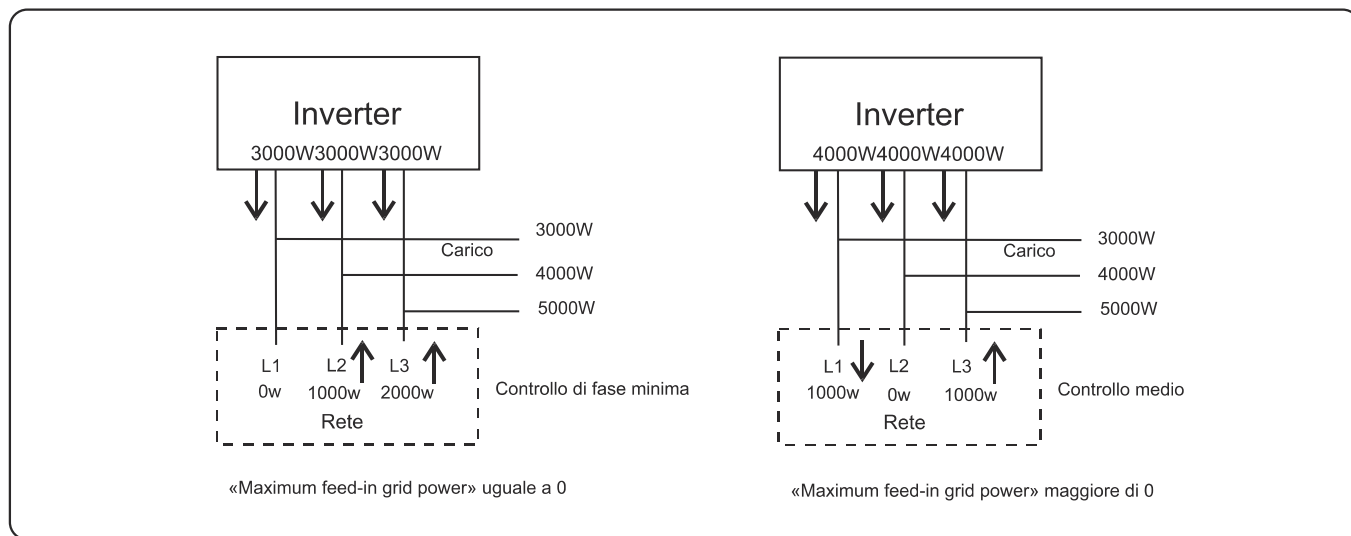 Inverter
3000W3000W3000W
3000W
Carico
4000W
5000W
L1 L2 L3
0w 1000w 2000w
Rete
Controllo di fase minima
«Maximum feed-in grid power» uguale a 0
Inverter
4000W4000W4000W
3000W
Carico
4000W
5000W
L1 L2 L3
1000w 0w 1000w
Rete
Controllo medio
«Maximum feed-in grid power» maggiore di 0